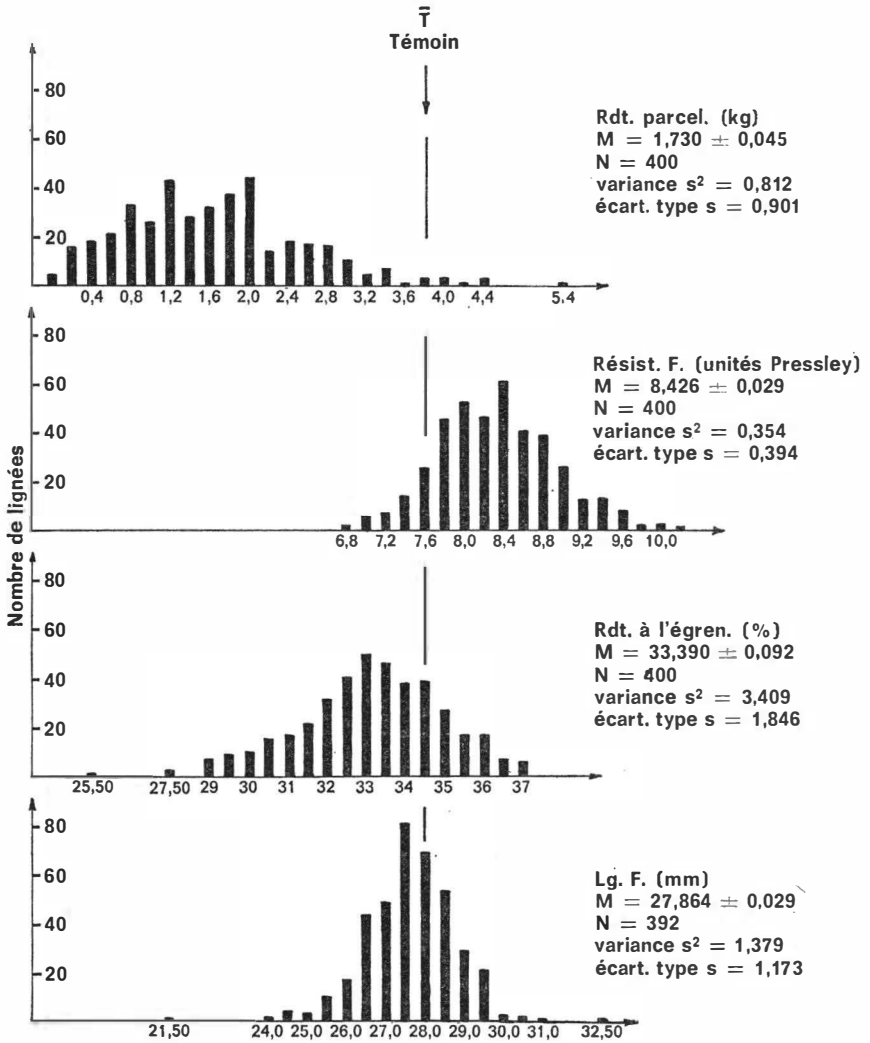 T̄
Témoin
80
60
40
20
0,4 0,8 1,2 1,6 2,0 2,4 2,8 3,2 3,6 4,0 4,4 5,4
Rdt. parcel. (kg)
M = 1,730 ± 0,045
N = 400
variance s² = 0,812
écart. type s = 0,901
80
60
40
20
6,8 7,2 7,6 8,0 8,4 8,8 9,2 9,6 10,0
Résist. F. (unités Pressley)
M = 8,426 ± 0,029
N = 400
variance s² = 0,354
écart. type s = 0,394
Nombre de lignées
80
60
40
20
25,50 27,50 29 30 31 32 33 34 35 36 37
Rdt. à l'égren. (%)
M = 33,390 ± 0,092
N = 400
variance s² = 3,409
écart. type s = 1,846
80
60
40
20
21,50 24,0 25,0 26,0 27,0 28,0 29,0 30,0 31,0 32,50
Lg. F. (mm)
M = 27,864 ± 0,029
N = 392
variance s² = 1,379
écart. type s = 1,173